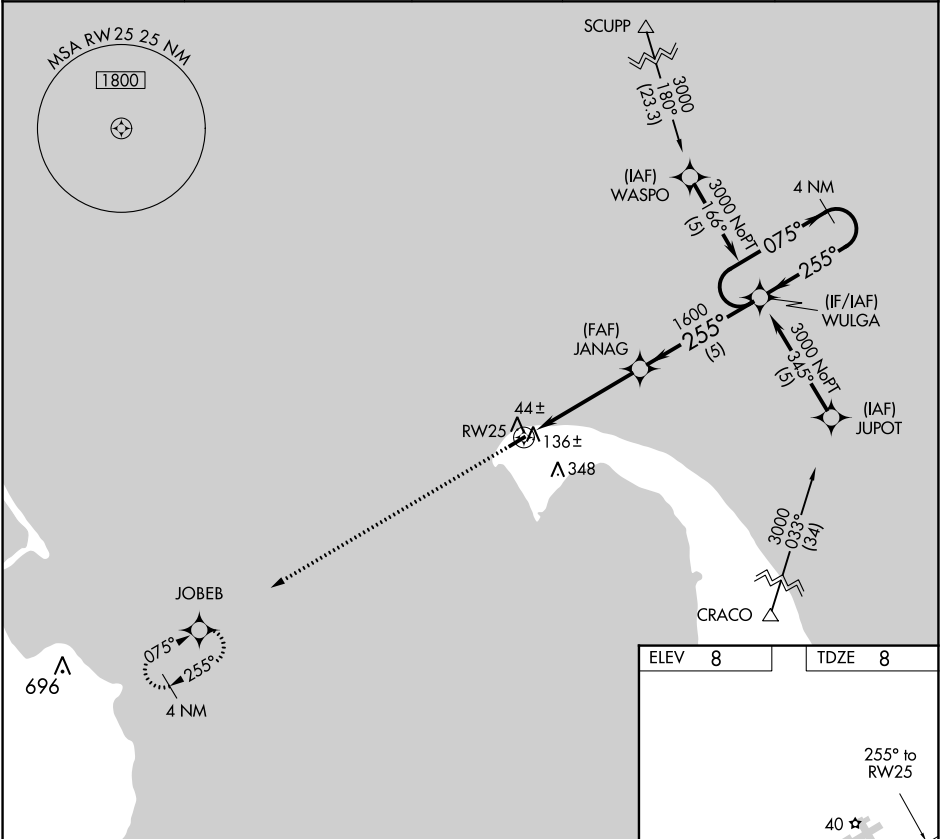 MSA RW 25 25 NM
1800
SCUPP
3000
180°
(23.3)
(IAF)
WASPO
3000 NoPT
166°
(5)
4 NM
075°
255°
(IF/IAF)
WULGA
1600
255°
(5)
(FAF)
JANAG
3000 NoPT
345°
(5)
(IAF)
JUPOT
44±
RW25
136±
348
3000
033°
(34)
CRACO
JOBEB
075°
255°
4 NM
696
ELEV 8
TDZE 8
255° to
RW25
40